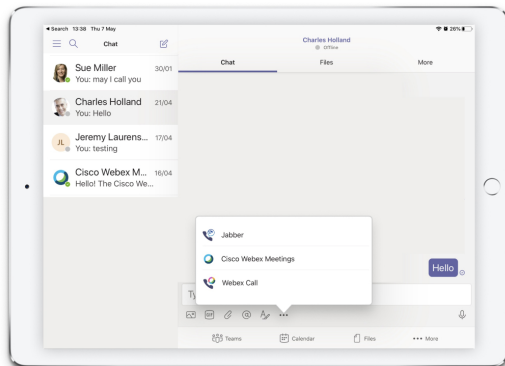 Search 13:38 Thu 7 May
26%
Chat
Charles Holland
Offline
Chat Files More
Sue Miller 30/01
You: may I call you
Charles Holland 21/04
You: Hello
JL
Jeremy Laurens... 17/04
You: testing
Cisco Webex M... 16/04
Hello! The Cisco We...
Jabber
Cisco Webex Meetings
Webex Call
Hello
Ty
GIF
Teams Calendar Files More